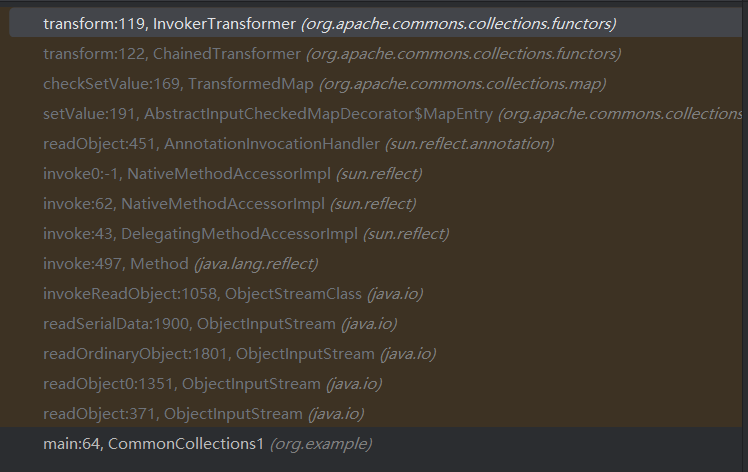 transform:119, InvokerTransformer (org.apache.commons.collections.functors)
transform:122, ChainedTransformer (org.apache.commons.collections.functors)
checkSetValue:169, TransformedMap (org.apache.commons.collections.map)
setValue:191, AbstractInputCheckedMapDecorator$MapEntry (org.apache.commons.collections
readObject:451, AnnotationInvocationHandler (sun.reflect.annotation)
invoke0:-1, NativeMethodAccessorImpl (sun.reflect)
invoke:62, NativeMethodAccessorImpl (sun.reflect)
invoke:43, DelegatingMethodAccessorImpl (sun.reflect)
invoke:497, Method (java.lang.reflect)
invokeReadObject:1058, ObjectStreamClass (java.io)
readSerialData:1900, ObjectInputStream (java.io)
readOrdinaryObject:1801, ObjectInputStream (java.io)
readObject0:1351, ObjectInputStream (java.io)
readObject:371, ObjectInputStream (java.io)
main:64, CommonCollections1 (org.example)